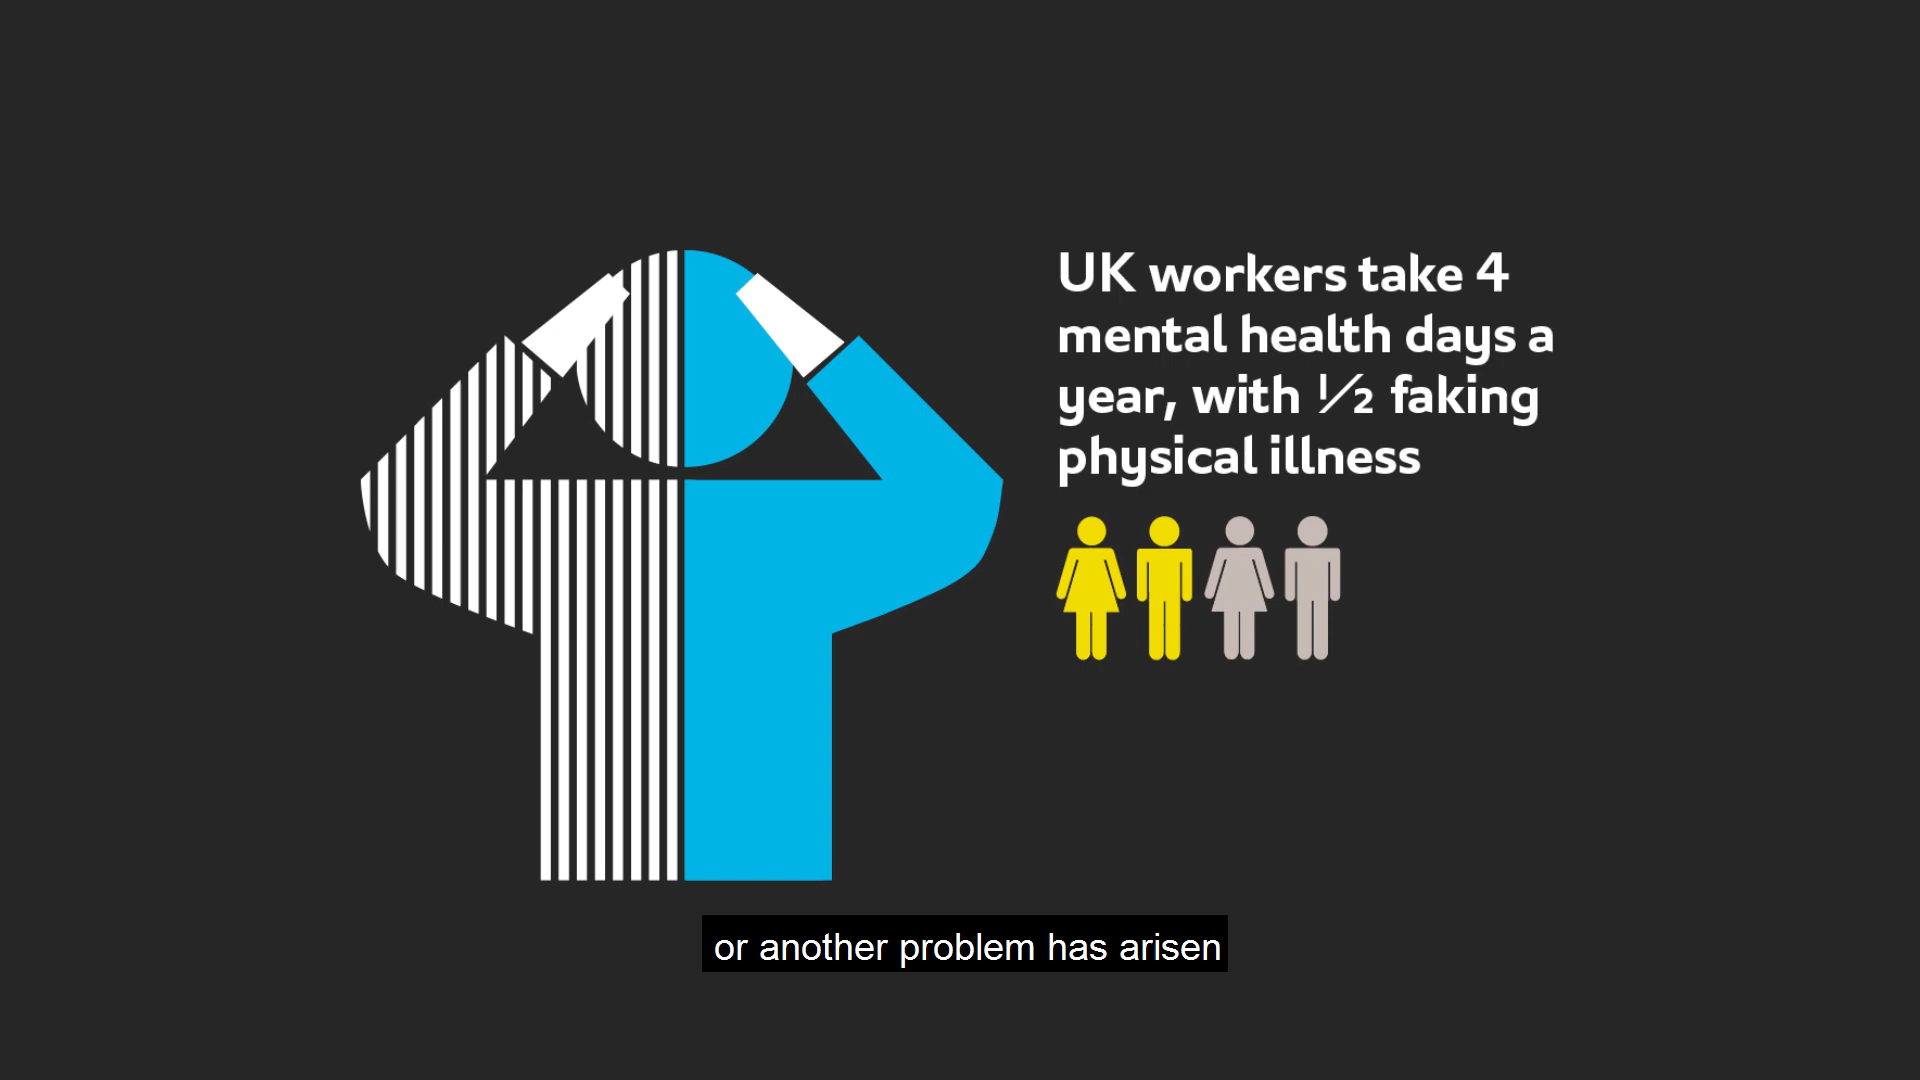 UK workers take 4
mental health days a
year, with 1/2 faking
physical illness
or another problem has arisen